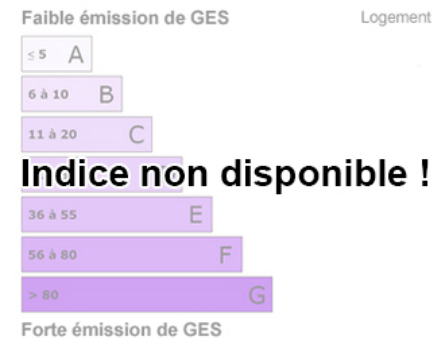 Faible émission de GES
Logement
≤ 5 A
6 à 10 B
11 à 20 C
Indice non disponible !
36 à 55 E
56 à 80 F
> 80 G
Forte émission de GES